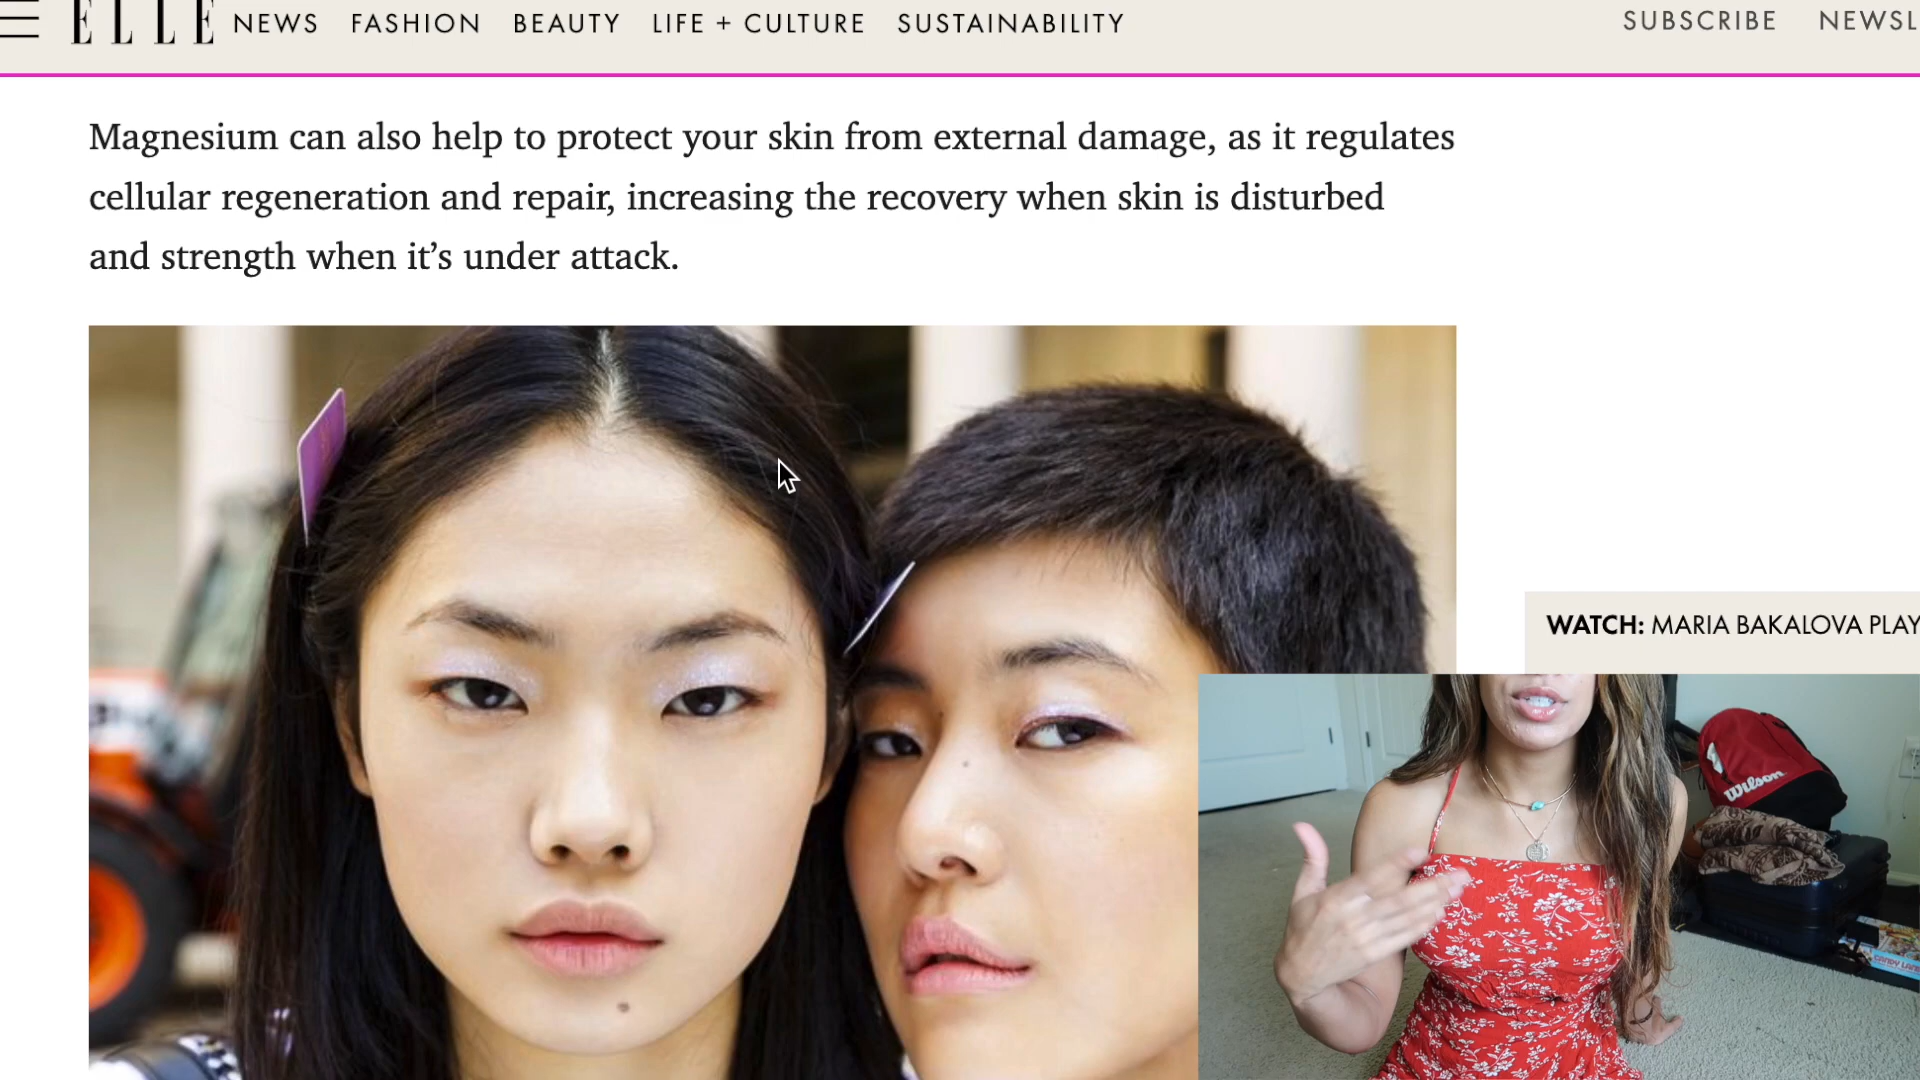 ELLE NEWS FASHION BEAUTY LIFE + CULTURE SUSTAINABILITY SUBSCRIBE
Magnesium can also help to protect your skin from external damage, as it regulates
cellular regeneration and repair, increasing the recovery when skin is disturbed
and strength when it’s under attack.
WATCH: MARIA BAKALOVA PLAY
Wilson
CANDY LAND